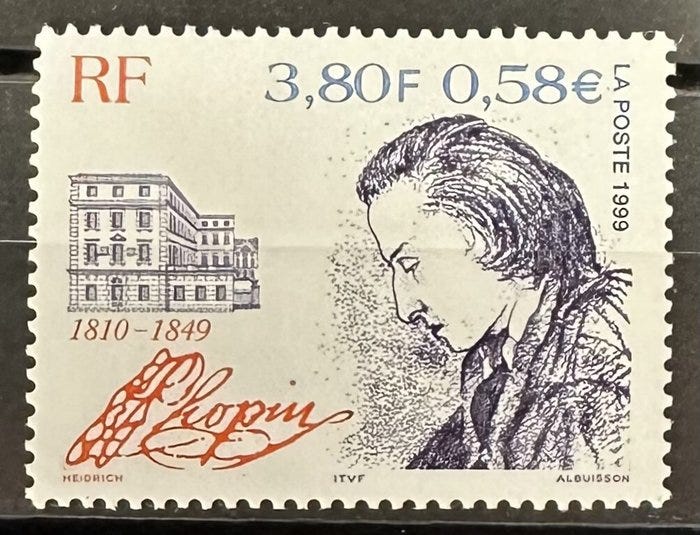 RF 3,80F 0,58€
LA POSTE 1999
1810-1849
Chopin
HEIDRICH ITVF ALBUISSON